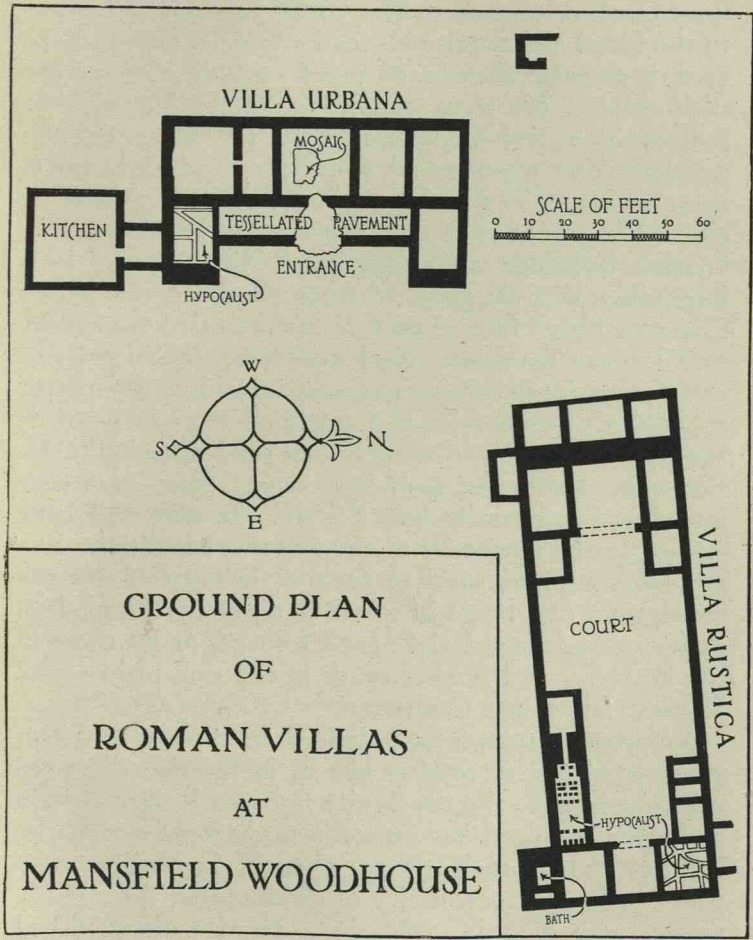 VILLA URBANA
MOSAIC
KITCHEN
TESSELLATED PAVEMENT
ENTRANCE
HYPOCAUST
SCALE OF FEET
0 10 20 30 40 50 60
W
S N
E
COURT
VILLA RUSTICA
HYPOCAUST
BATH
GROUND PLAN
OF
ROMAN VILLAS
AT
MANSFIELD WOODHOUSE